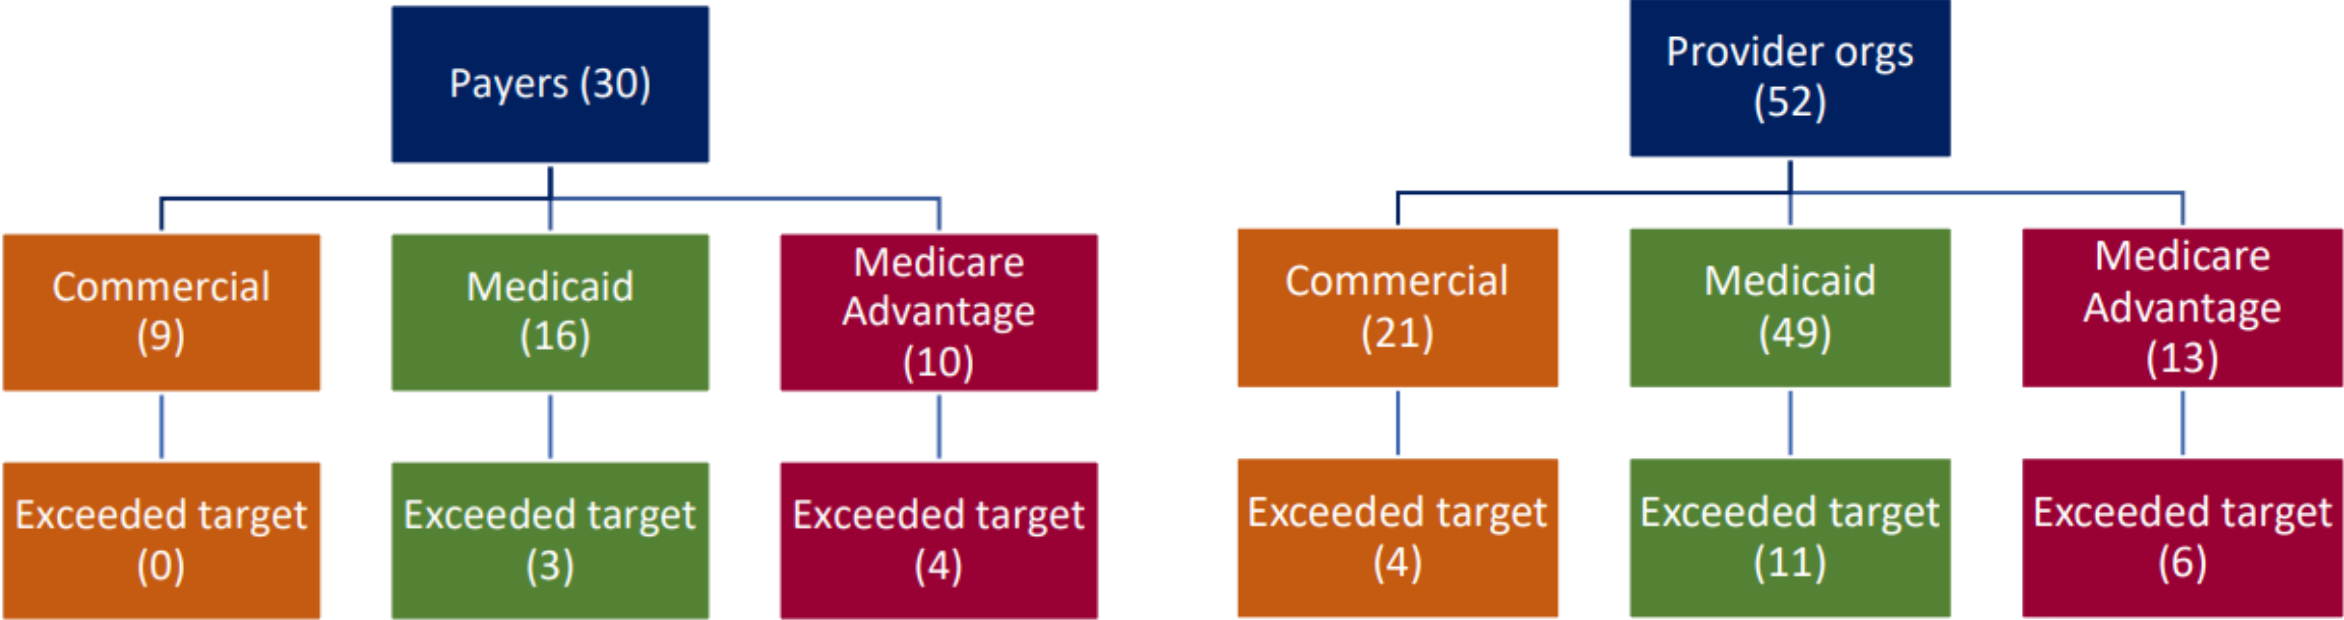 Payers (30)
Commercial
(9)
Medicaid
(16)
Medicare
Advantage
(10)
Exceeded target
(0)
Exceeded target
(3)
Exceeded target
(4)
Provider orgs
(52)
Commercial
(21)
Medicaid
(49)
Medicare
Advantage
(13)
Exceeded target
(4)
Exceeded target
(11)
Exceeded target
(6)